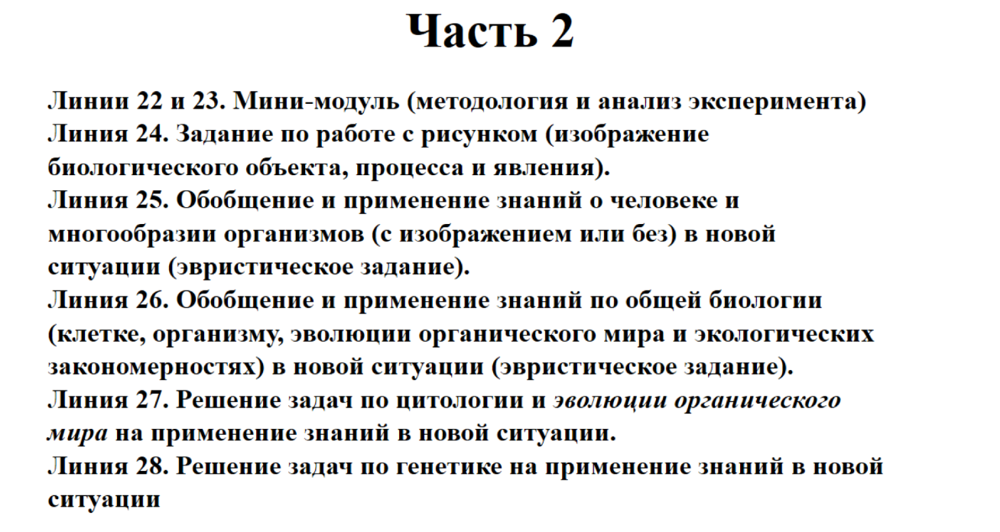 Часть 2
Линии 22 и 23. Мини-модуль (методология и анализ эксперимента)
Линия 24. Задание по работе с рисунком (изображение
биологического объекта, процесса и явления).
Линия 25. Обобщение и применение знаний о человеке и
многообразии организмов (с изображением или без) в новой
ситуации (эвристическое задание).
Линия 26. Обобщение и применение знаний по общей биологии
(клетке, организму, эволюции органического мира и экологических
закономерностях) в новой ситуации (эвристическое задание).
Линия 27. Решение задач по цитологии и эволюции органического
мира на применение знаний в новой ситуации.
Линия 28. Решение задач по генетике на применение знаний в новой
ситуации